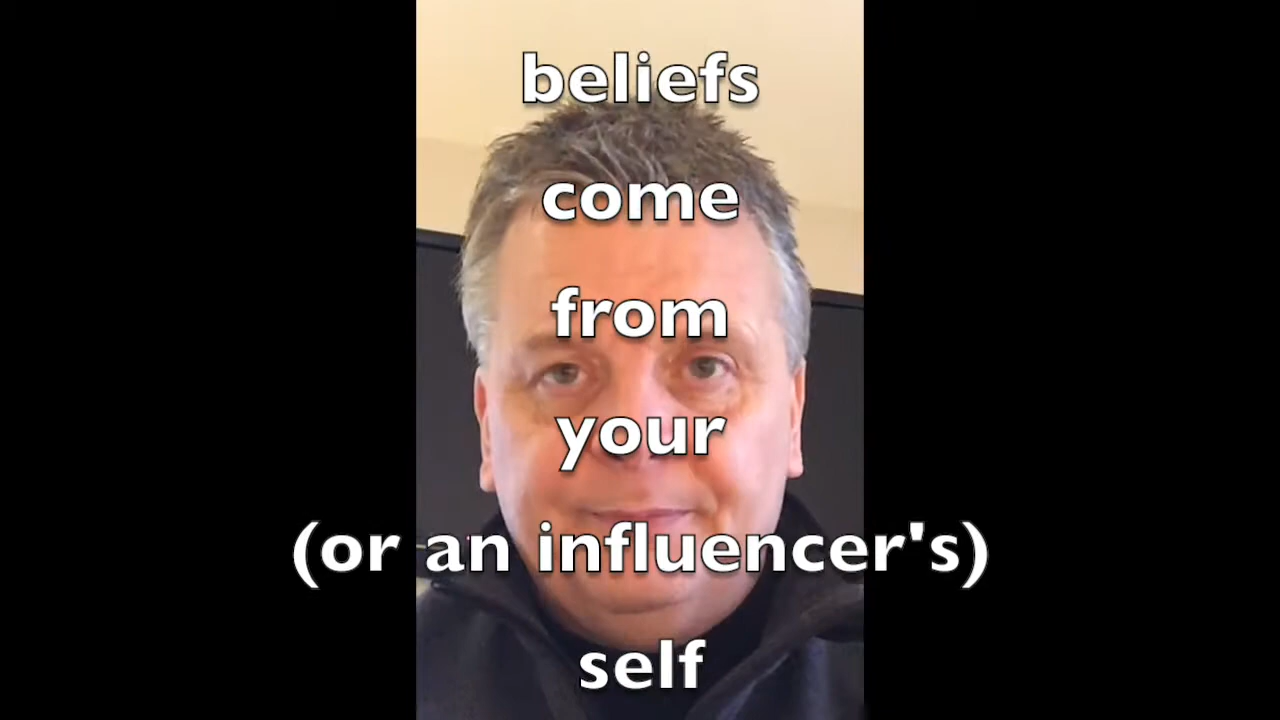 beliefs
come
from
your
(or an influencer's)
self